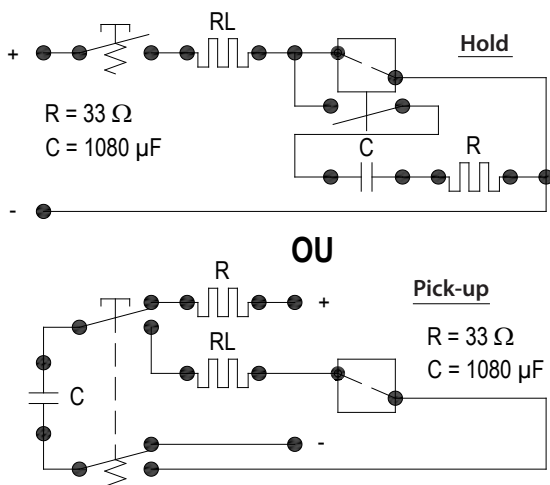 RL
Hold
+
R = 33 Ω
C = 1080 µF
C
R
-
OU
R
+
Pick-up
RL
R = 33 Ω
C = 1080 µF
C
-